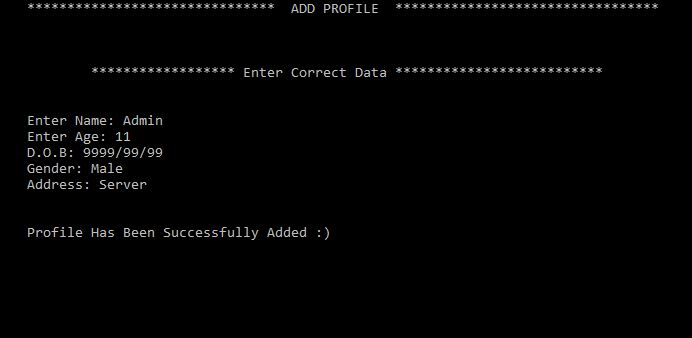 ******************************* ADD PROFILE *********************************
****************** Enter Correct Data **************************
Enter Name: Admin
Enter Age: 11
D.O.B: 9999/99/99
Gender: Male
Address: Server
Profile Has Been Successfully Added :)